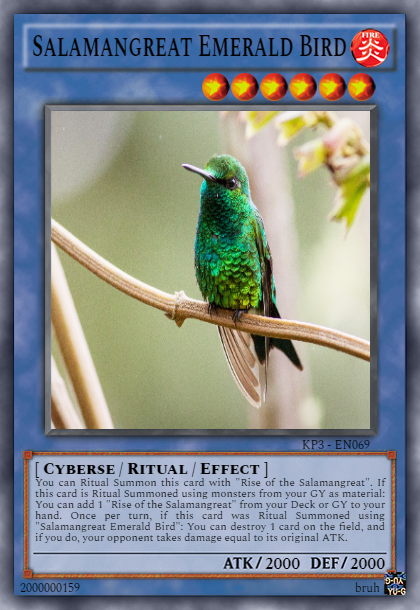 SALAMANGREAT EMERALD BIRD
FIRE
炎
KP3 - EN069
[ CYBERSE / RITUAL / EFFECT ]
You can Ritual Summon this card with "Rise of the Salamangreat". If
this card is Ritual Summoned using monsters from your GY as material:
You can add 1 "Rise of the Salamangreat" from your Deck or GY to your
hand. Once per turn, if this card was Ritual Summoned using
"Salamangreat Emerald Bird": You can destroy 1 card on the field, and
if you do, your opponent takes damage equal to its original ATK.
ATK / 2000 DEF / 2000
2000000159
bruh